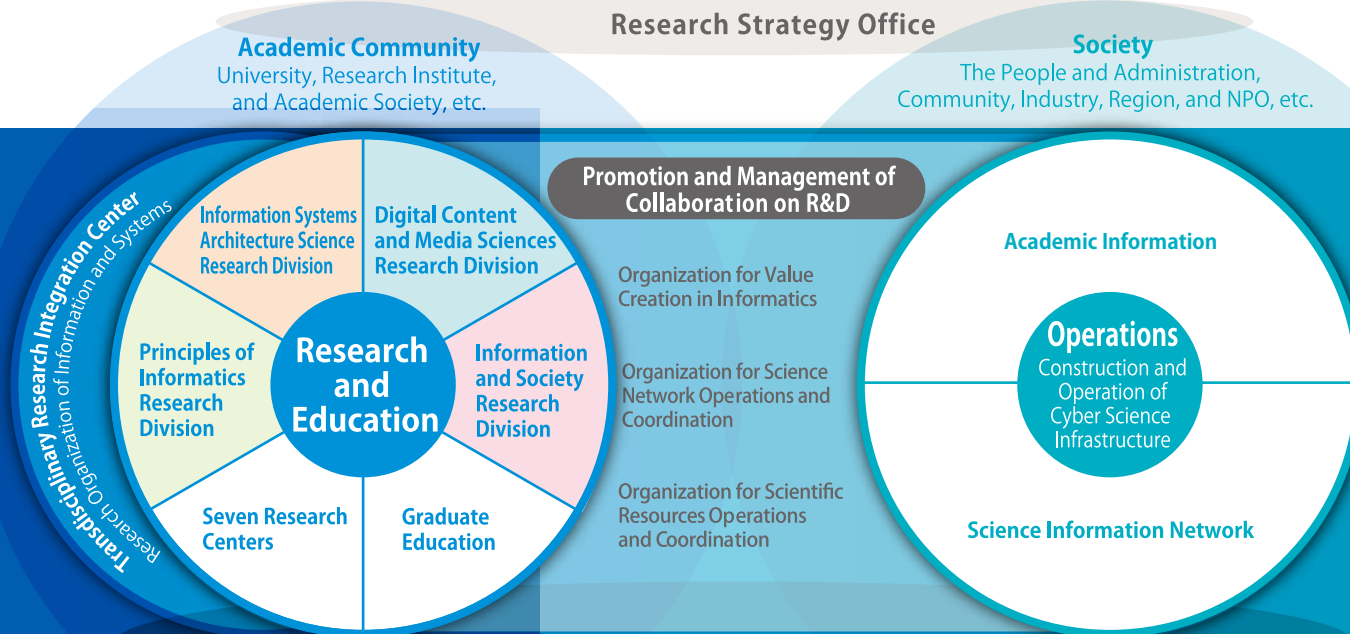 Research Strategy Office
Academic Community
University, Research Institute,
and Academic Society, etc.
Society
The People and Administration,
Community, Industry, Region, and NPO, etc.
Transdisciplinary Research Integration Center
Research Organization of Information and Systems
Information Systems
Architecture Science
Research Division
Digital Content
and Media Sciences
Research Division
Principles of
Informatics
Research
Division
Research
and
Education
Information
and Society
Research
Division
Seven Research
Centers
Graduate
Education
Promotion and Management of
Collaboration on R&D
Organization for Value
Creation in Informatics
Organization for Science
Network Operations and
Coordination
Organization for Scientific
Resources Operations
and Coordination
Academic Information
Operations
Construction and
Operation of
Cyber Science
Infrastructure
Science Information Network